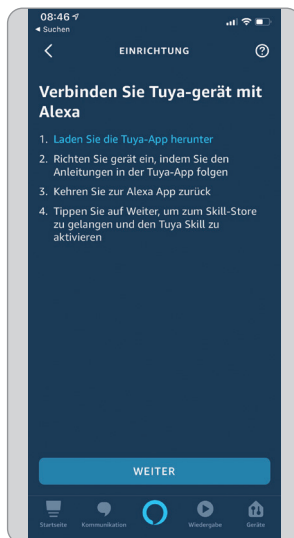 08:46
◀ Suchen
EINRICHTUNG
?
Verbinden Sie Tuya-gerät mit
Alexa
1. Laden Sie die Tuya-App herunter
2. Richten Sie gerät ein, indem Sie den
Anleitungen in der Tuya-App folgen
3. Kehren Sie zur Alexa App zurück
4. Tippen Sie auf Weiter, um zum Skill-Store
zu gelangen und den Tuya Skill zu
aktivieren
WEITER
Startseite Kommunikation Wiedergabe Geräte